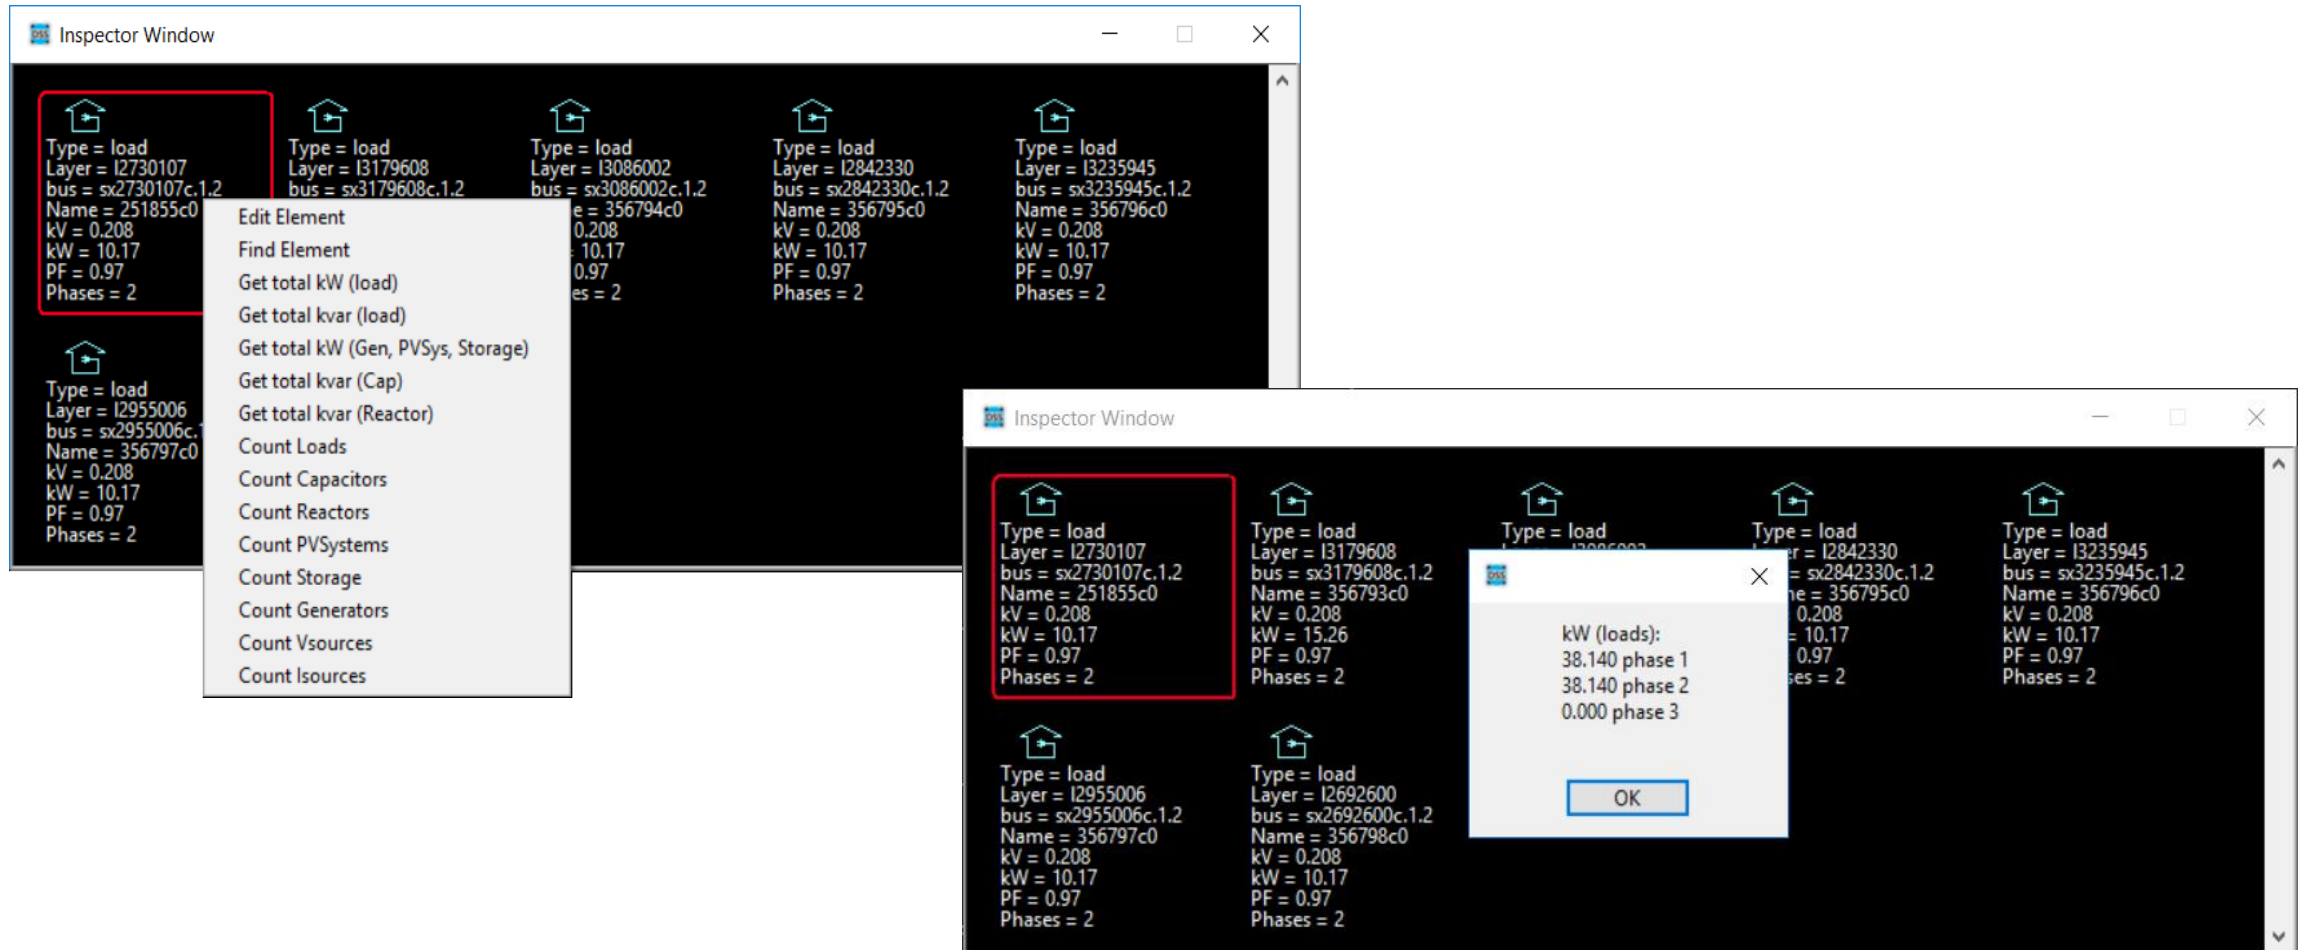 Inspector Window
Type = load
Layer = l2730107
bus = sx2730107c.1.2
Name = 251855c0
kV = 0.208
kW = 10.17
PF = 0.97
Phases = 2
Type = load
Layer = l3179608
bus = sx3179608c.1.2
Type = load
Layer = l3086002
bus = sx3086002c.1.2
= 356794c0
0.208
10.17
0.97
= 2
Type = load
Layer = l2842330
bus = sx2842330c.1.2
Name = 356795c0
kV = 0.208
kW = 10.17
PF = 0.97
Phases = 2
Type = load
Layer = l3235945
bus = sx3235945c.1.2
Name = 356796c0
kV = 0.208
kW = 10.17
PF = 0.97
Phases = 2
Type = load
Layer = l2955006
bus = sx2955006c.1
Name = 356797c0
kV = 0.208
kW = 10.17
PF = 0.97
Phases = 2
Edit Element
Find Element
Get total kW (load)
Get total kvar (load)
Get total kW (Gen, PVSys, Storage)
Get total kvar (Cap)
Get total kvar (Reactor)
Count Loads
Count Capacitors
Count Reactors
Count PVSystems
Count Storage
Count Generators
Count Vsources
Count Isources
Inspector Window
Type = load
Layer = l2730107
bus = sx2730107c.1.2
Name = 251855c0
kV = 0.208
kW = 10.17
PF = 0.97
Phases = 2
Type = load
Layer = l3179608
bus = sx3179608c.1.2
Name = 356793c0
kV = 0.208
kW = 15.26
PF = 0.97
Phases = 2
Type = load
Type = load
= l2842330
= sx2842330c.1.2
= 356795c0
0.208
= 10.17
0.97
= 2
Type = load
Layer = l3235945
bus = sx3235945c.1.2
Name = 356796c0
kV = 0.208
kW = 10.17
PF = 0.97
Phases = 2
Type = load
Layer = l2955006
bus = sx2955006c.1.2
Name = 356797c0
kV = 0.208
kW = 10.17
PF = 0.97
Phases = 2
Type = load
Layer = l2692600
bus = sx2692600c.1.2
Name = 356798c0
kV = 0.208
kW = 10.17
PF = 0.97
Phases = 2
kW (loads):
38.140 phase 1
38.140 phase 2
0.000 phase 3
OK